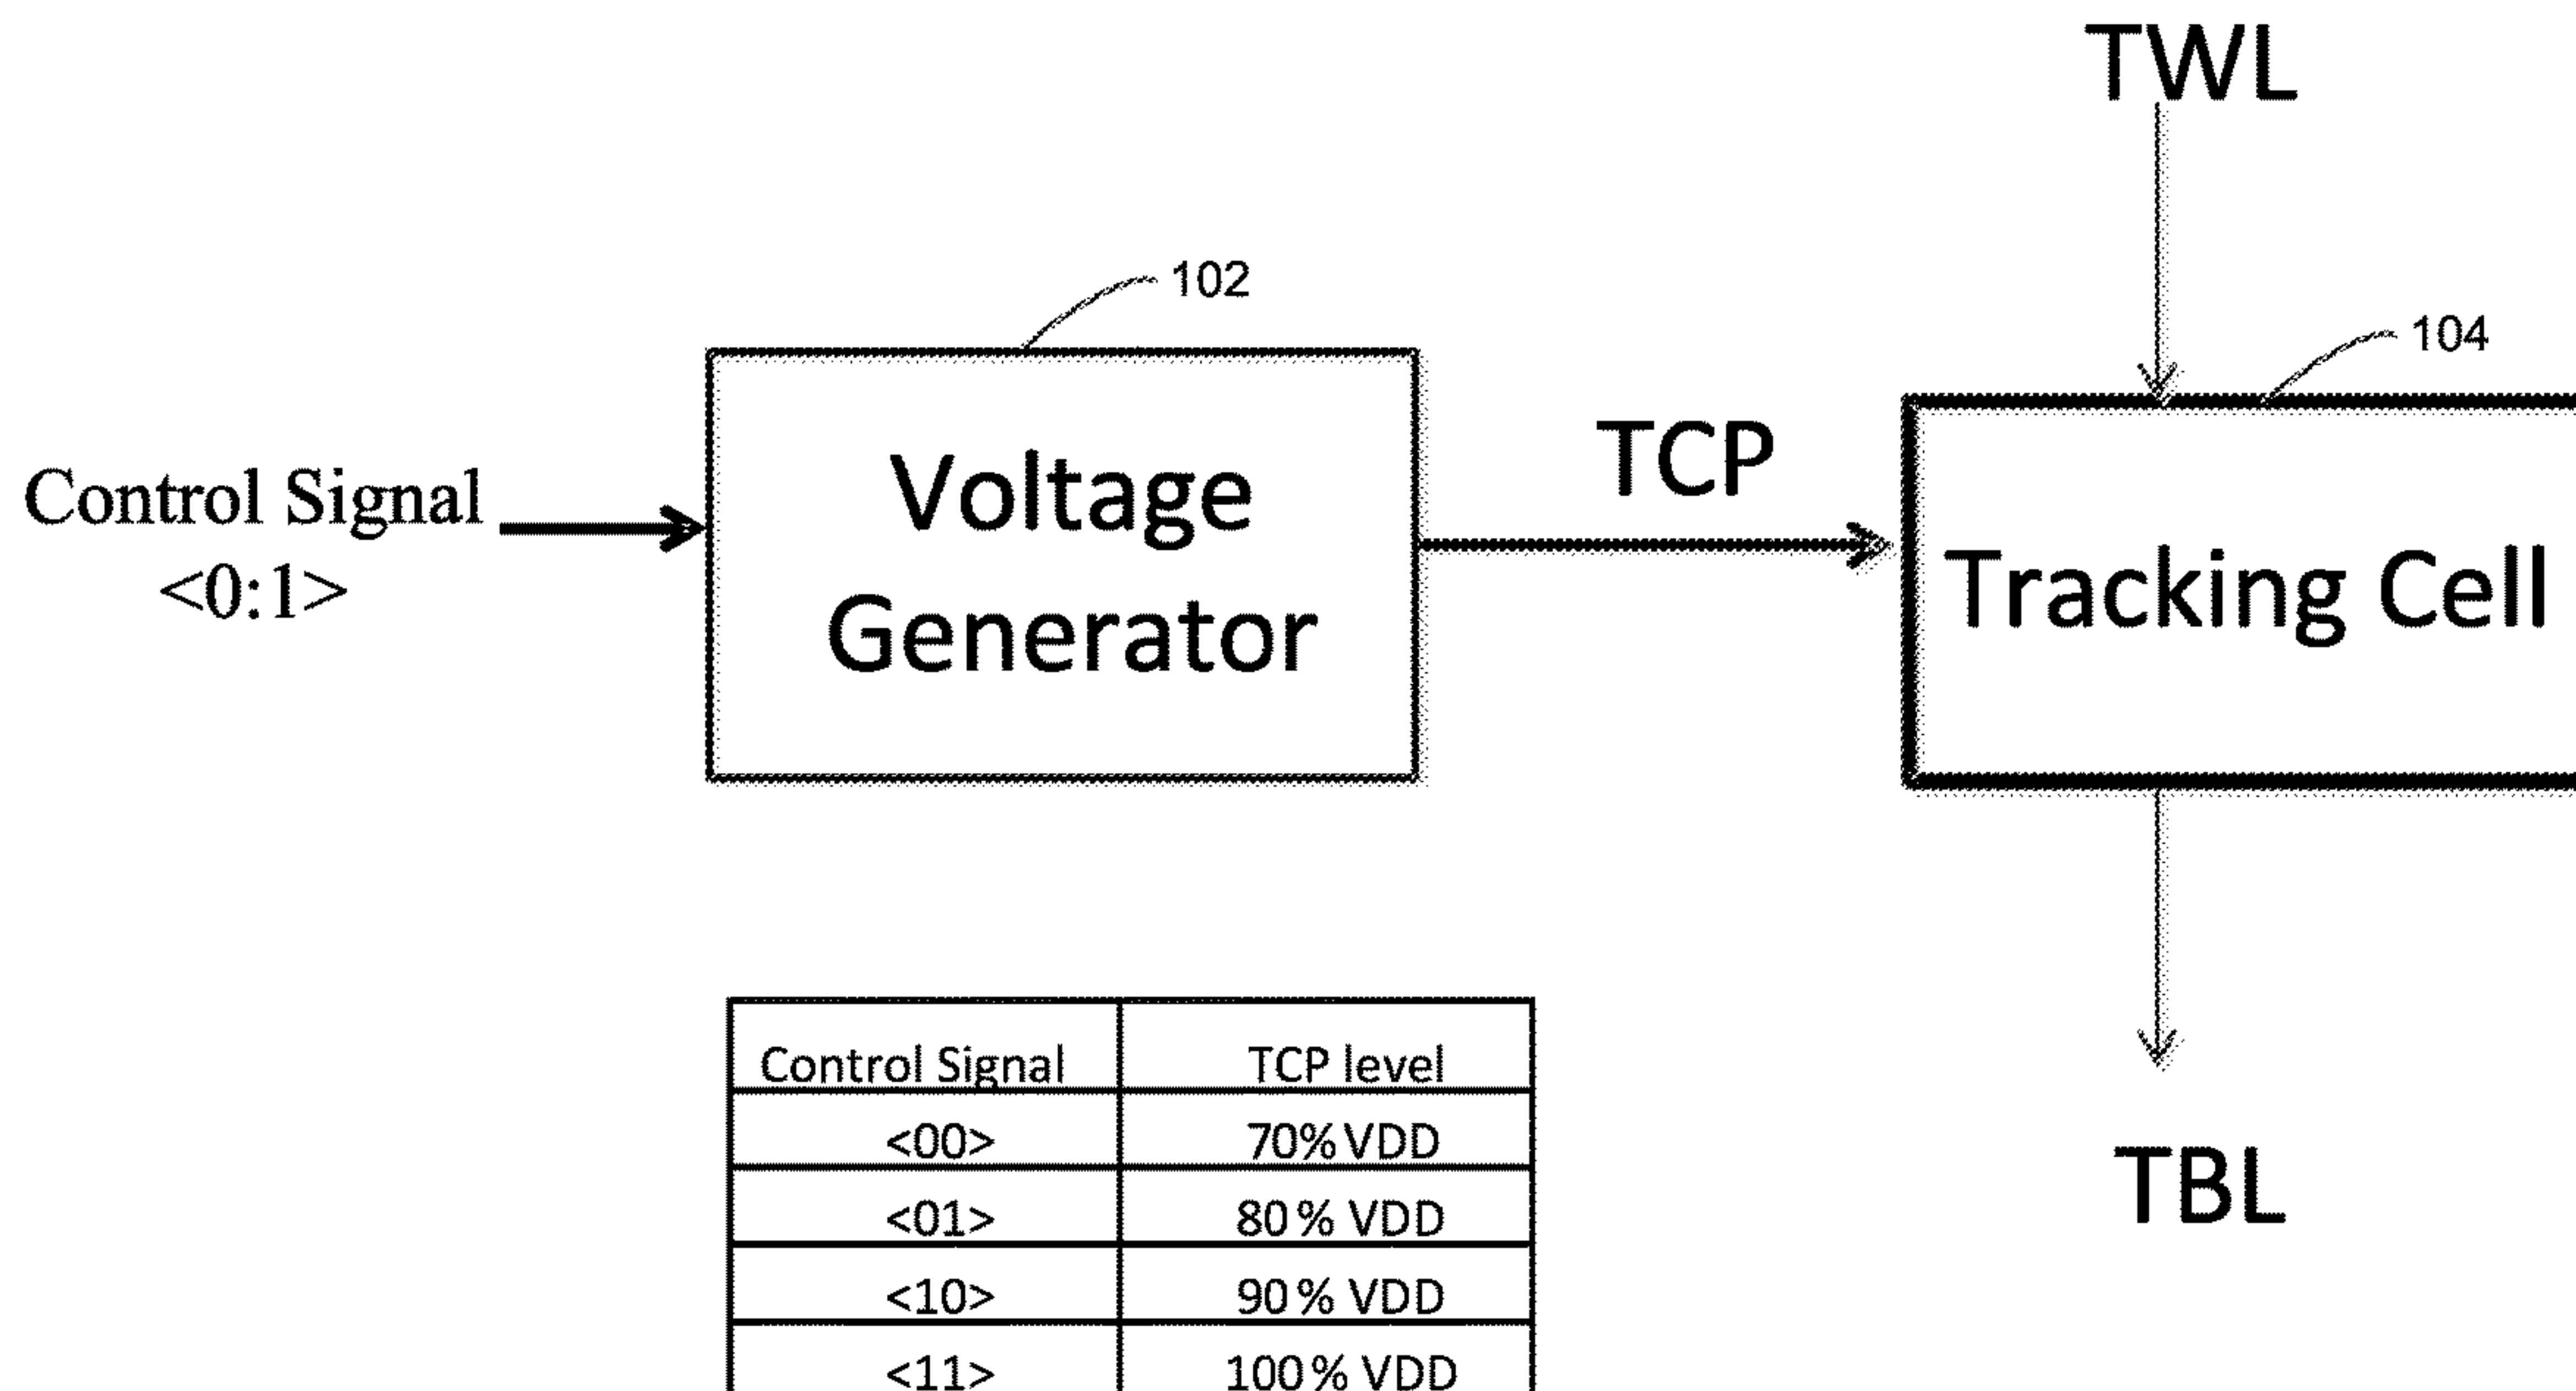 TWL
102
104
Voltage
Generator
TCP
Control Signal
<0:1>
Tracking Cell
Control Signal TCP level
<00> 70% VDD
<01> 80% VDD
<10> 90% VDD
<11> 100% VDD
TBL